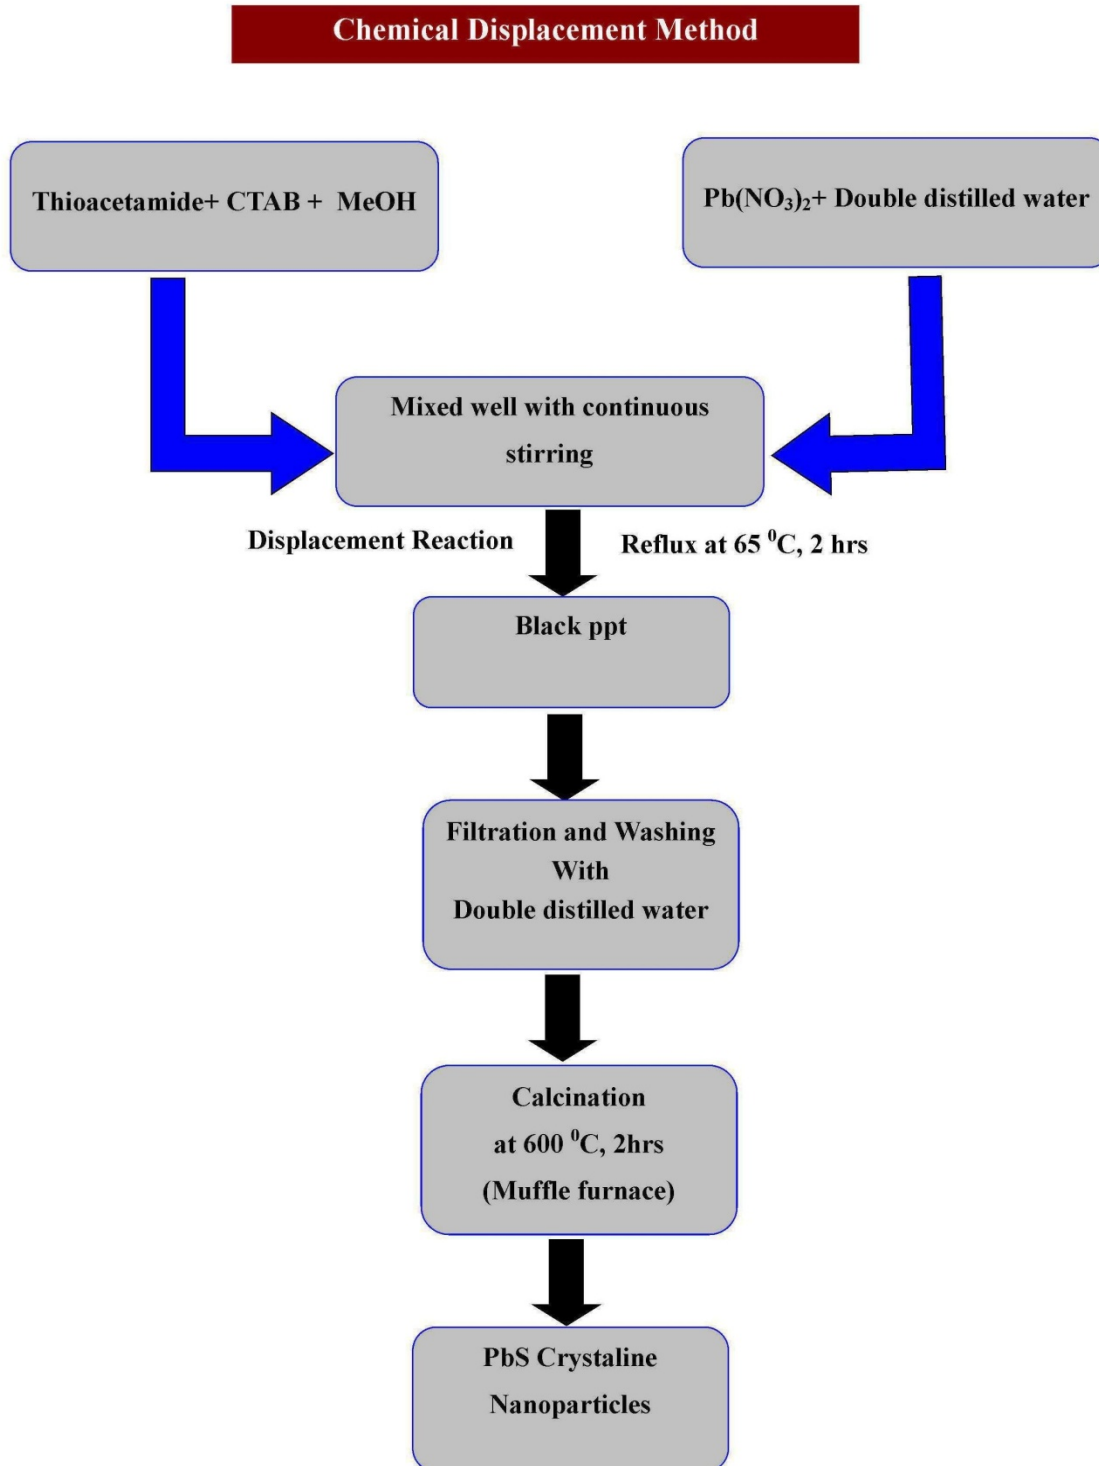 Chemical Displacement Method
Thioacetamide+ CTAB + MeOH
Pb(NO₃)₂+ Double distilled water
Mixed well with continuous
stirring
Displacement Reaction
Reflux at 65 ⁰C, 2 hrs
Black ppt
Filtration and Washing
With
Double distilled water
Calcination
at 600 ⁰C, 2hrs
(Muffle furnace)
PbS Crystaline
Nanoparticles